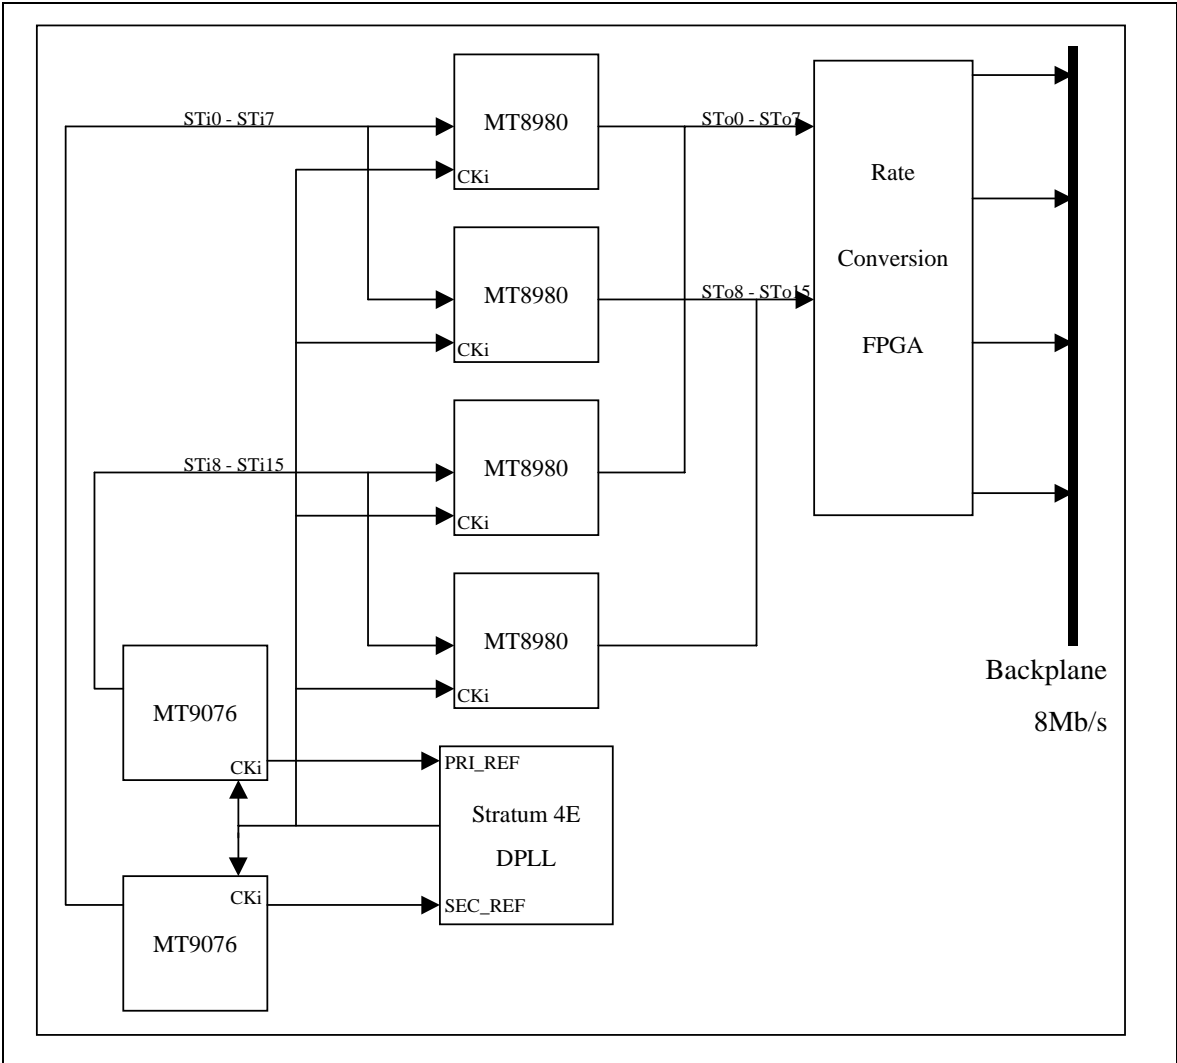 STi0 - STi7
MT8980
CKi
STo0 - STo7
Rate
Conversion
FPGA
MT8980
CKi
STo8 - STo15
STi8 - STi15
MT8980
CKi
MT8980
CKi
Backplane
8Mb/s
MT9076
CKi
PRI_REF
Stratum 4E
DPLL
SEC_REF
CKi
MT9076